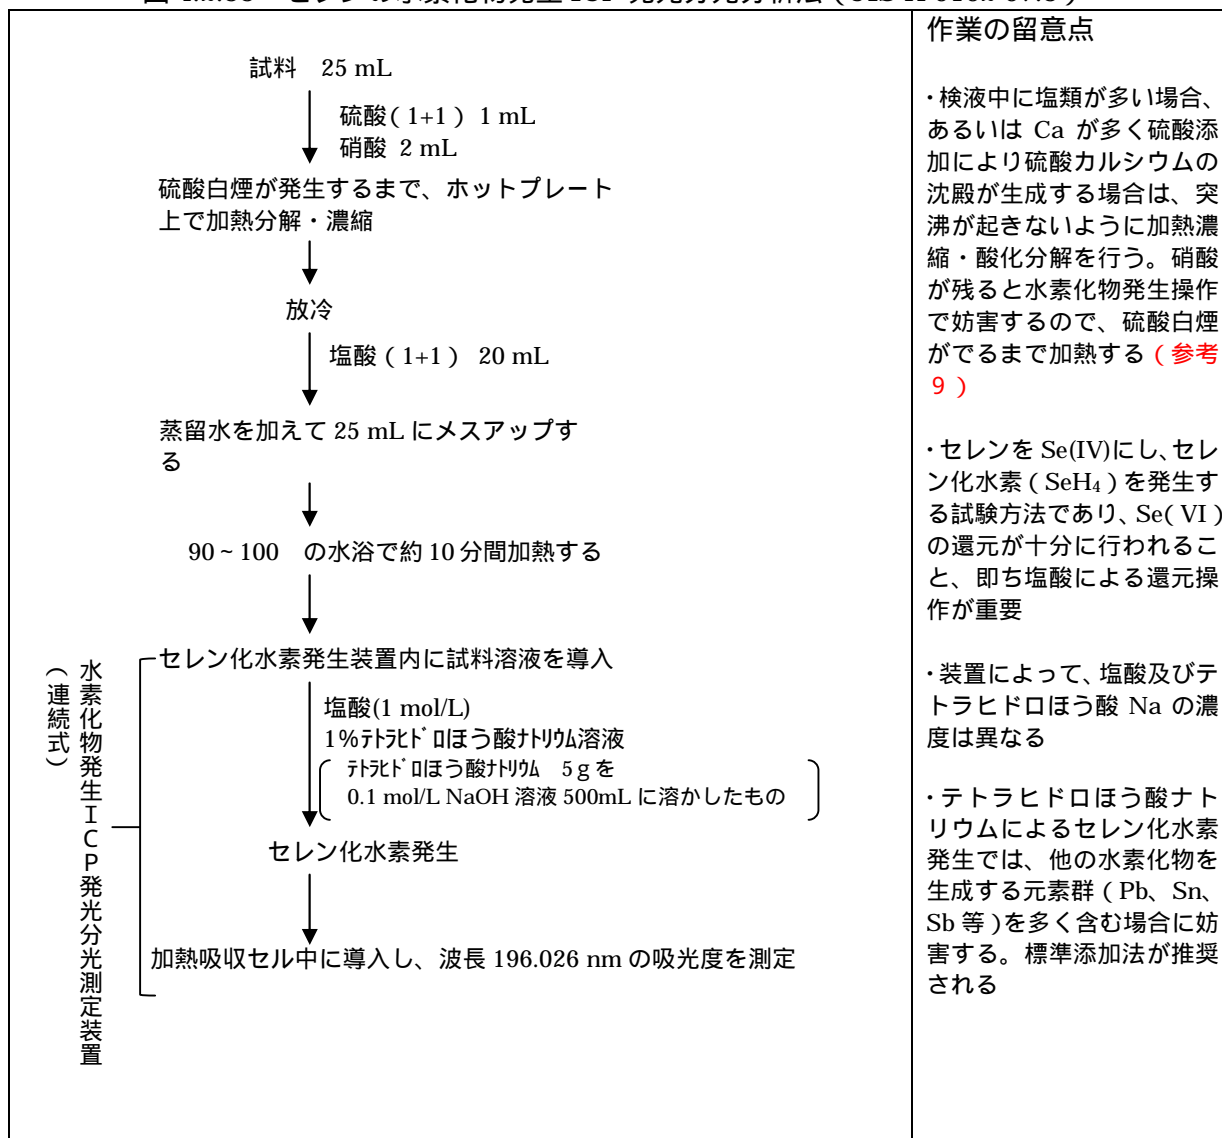 試料　25 mL
硫酸(1+1) 1 mL
硝酸 2 mL
硫酸白煙が発生するまで、ホットプレート
上で加熱分解・濃縮
放冷
塩酸(1+1) 20 mL
蒸留水を加えて 25 mL にメスアップす
る
90~100　の水浴で約 10 分間加熱する
水素化物発生ＩＣＰ発光分光測定装置
(連続式)
セレン化水素発生装置内に試料溶液を導入
塩酸(1 mol/L)
1%ﾃﾄﾗﾋﾄﾞﾛほう酸ﾅﾄﾘｳﾑ溶液
ﾃﾄﾗﾋﾄﾞﾛほう酸ﾅﾄﾘｳﾑ　5ｇを
0.1 mol/L NaOH 溶液 500mL に溶かしたもの
セレン化水素発生
加熱吸収セル中に導入し、波長 196.026 nm の吸光度を測定
作業の留意点
・検液中に塩類が多い場合、
あるいは Ca が多く硫酸添
加により硫酸カルシウムの
沈殿が生成する場合は、突
沸が起きないように加熱濃
縮・酸化分解を行う。硝酸
が残ると水素化物発生操作
で妨害するので、硫酸白煙
がでるまで加熱する(参考
９)
・セレンを Se(IV)にし、セレ
ン化水素(SeH₄)を発生す
る試験方法であり、Se(VI)
の還元が十分に行われるこ
と、即ち塩酸による還元操
作が重要
・装置によって、塩酸及びテ
トラヒドロほう酸 Na の濃
度は異なる
・テトラヒドロほう酸ナト
リウムによるセレン化水素
発生では、他の水素化物を
生成する元素群(Pb、Sn、
Sb 等)を多く含む場合に妨
害する。標準添加法が推奨
される